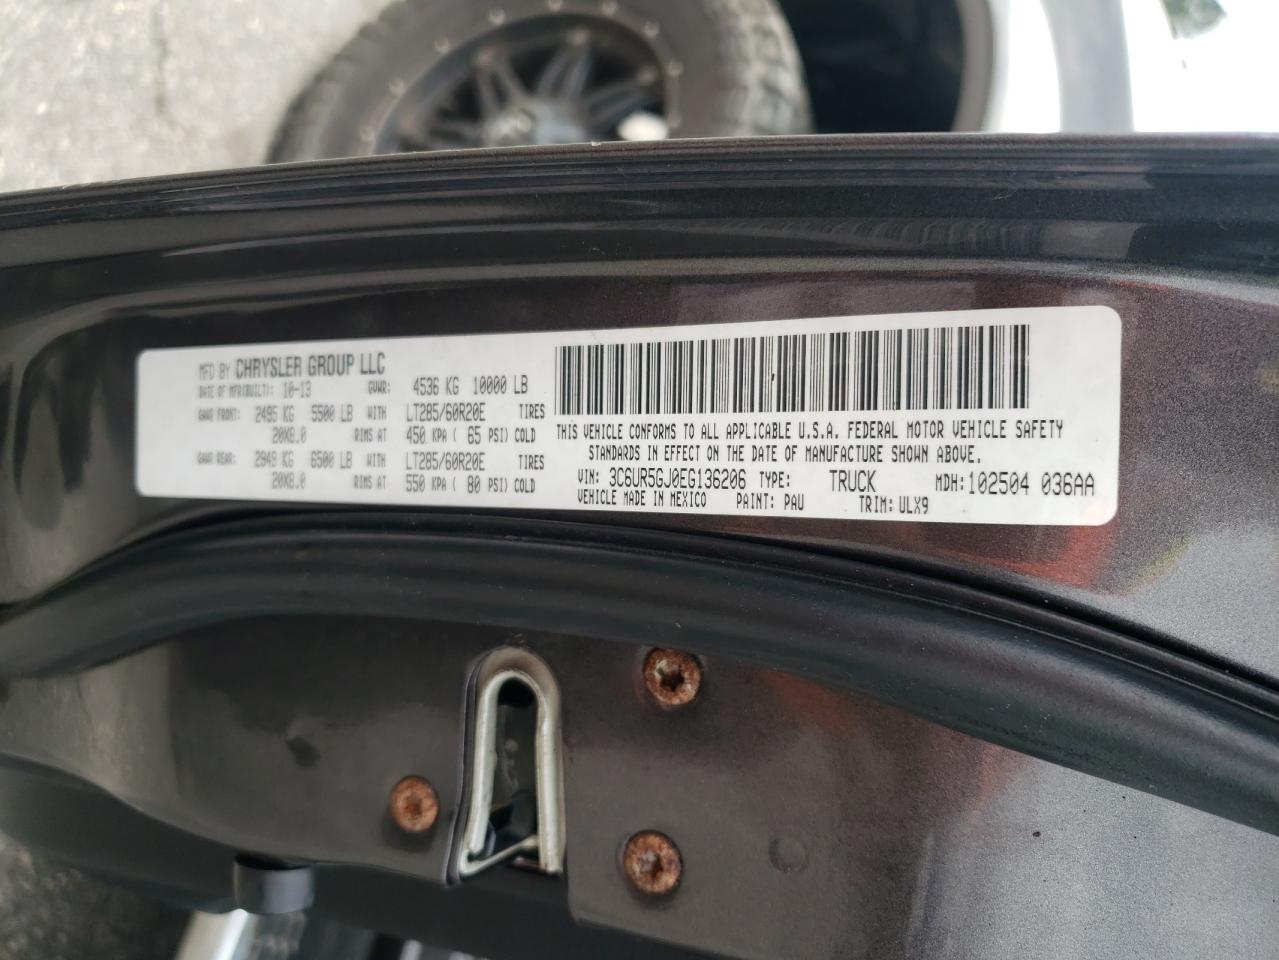 MFD BY CHRYSLER GROUP LLC
DATE OF MFR(BUILT): 10-13 GVWR: 4536 KG 10000 LB
GAWR FRONT: 2495 KG 5500 LB WITH LT285/60R20E TIRES
20X8.0 RIMS AT 450 KPA ( 65 PSI) COLD
GAWR REAR: 2949 KG 6500 LB WITH LT285/60R20E TIRES
20X8.0 RIMS AT 550 KPA ( 80 PSI) COLD
THIS VEHICLE CONFORMS TO ALL APPLICABLE U.S.A. FEDERAL MOTOR VEHICLE SAFETY
STANDARDS IN EFFECT ON THE DATE OF MANUFACTURE SHOWN ABOVE.
VIN: 3C6UR5GJ0EG136206 TYPE: TRUCK MDH: 102504 036AA
VEHICLE MADE IN MEXICO PAINT: PAU TRIM: ULX9